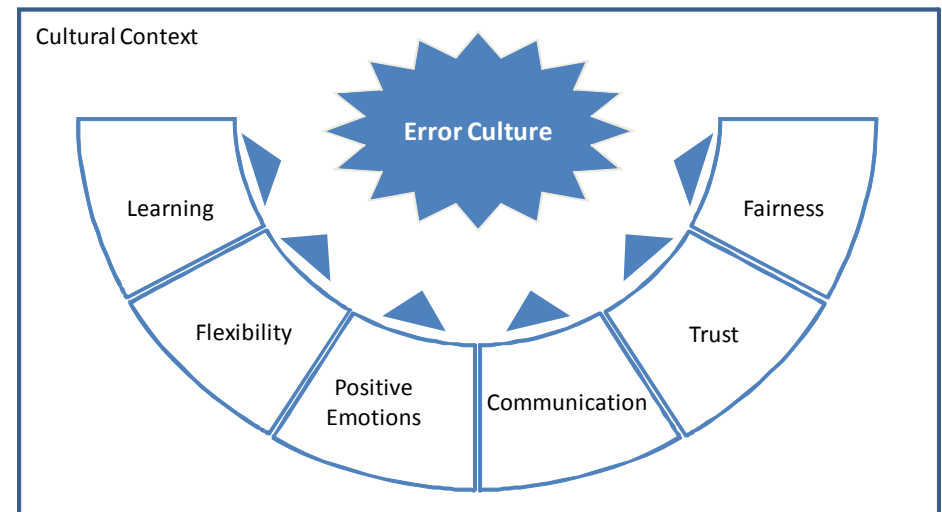 Cultural Context
Error Culture
Learning
Fairness
Flexibility
Trust
Positive
Emotions
Communication